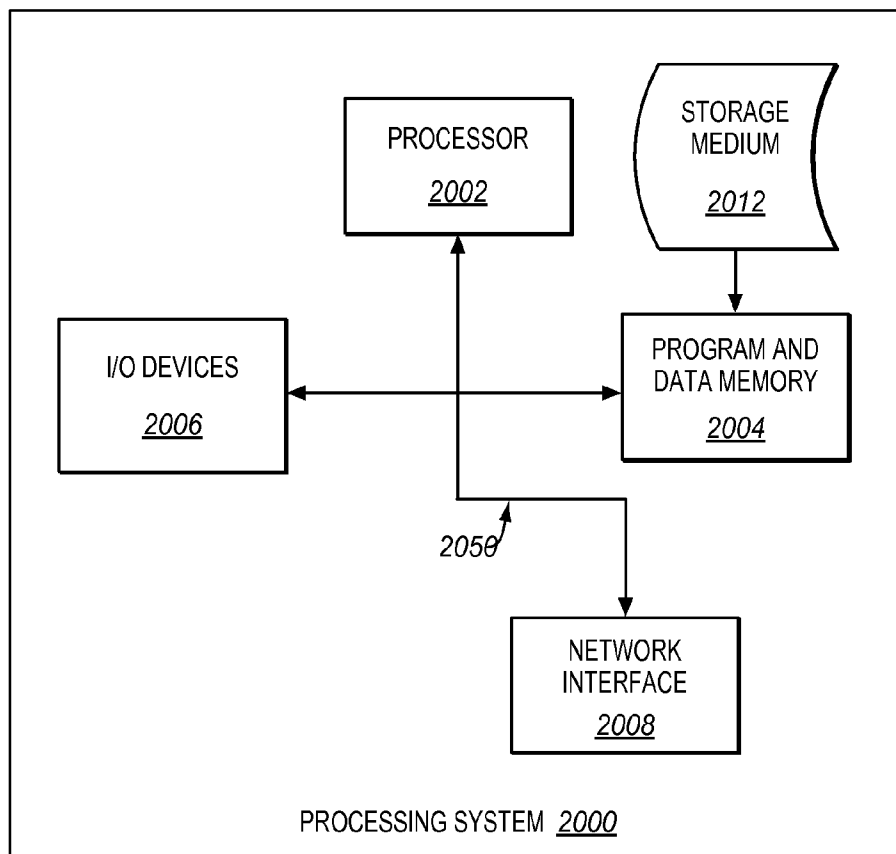 PROCESSOR
2002
STORAGE
MEDIUM
2012
I/O DEVICES
2006
PROGRAM AND
DATA MEMORY
2004
2050
NETWORK
INTERFACE
2008
PROCESSING SYSTEM 2000